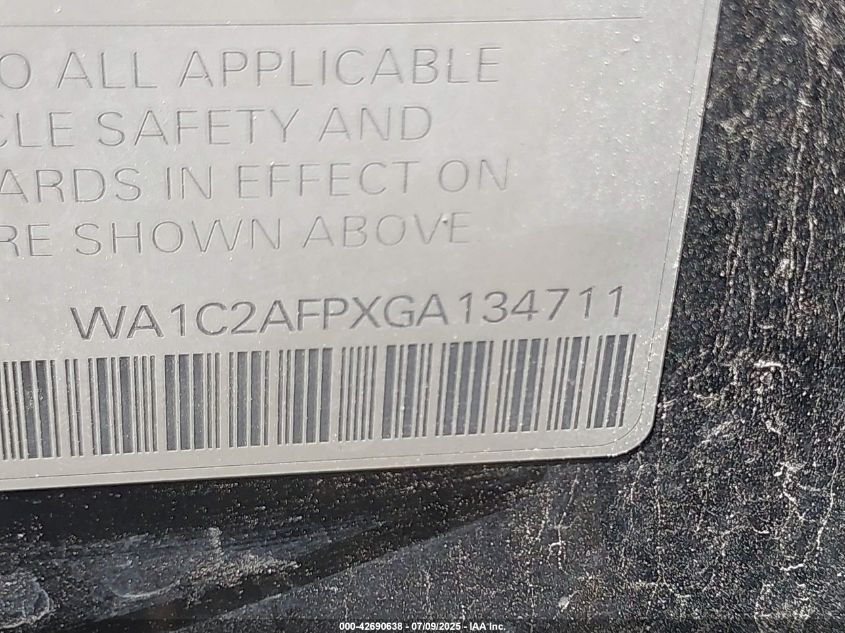 O ALL APPLICABLE
CLE SAFETY AND
ARDS IN EFFECT ON
RE SHOWN ABOVE.
WA1C2AFPXGA134711
000-42690638 - 07/09/2025 - IAA Inc.